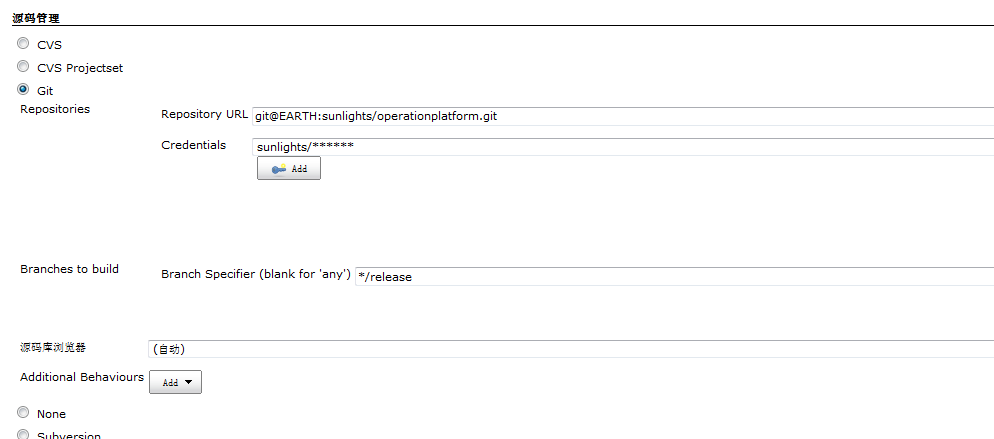 源码管理
CVS
CVS Projectset
Git
Repositories
Repository URL git@EARTH:sunlights/operationplatform.git
Credentials sunlights/******
Add
Branches to build
Branch Specifier (blank for 'any') */release
源码库浏览器 (自动)
Additional Behaviours Add
None
Subversion